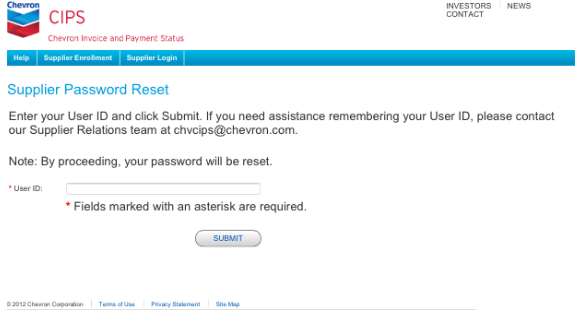 Chevron
CIPS
Chevron Invoice and Payment Status
INVESTORS | NEWS
CONTACT
Help | Supplier Enrollment | Supplier Login
Supplier Password Reset
Enter your User ID and click Submit. If you need assistance remembering your User ID, please contact
our Supplier Relations team at chvcips@chevron.com.
Note: By proceeding, your password will be reset.
* User ID:
* Fields marked with an asterisk are required.
SUBMIT
© 2012 Chevron Corporation | Terms of Use | Privacy Statement | Site Map